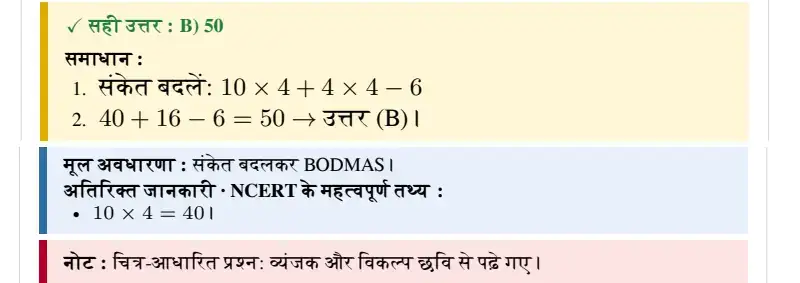 ✓ सही उत्तर : B) 50
समाधान :
1. संकेत बदलें: 10 × 4 + 4 × 4 − 6
2. 40 + 16 − 6 = 50 → उत्तर (B)।
मूल अवधारणा : संकेत बदलकर BODMAS।
अतिरिक्त जानकारी · NCERT के महत्वपूर्ण तथ्य :
• 10 × 4 = 40।
नोट : चित्र-आधारित प्रश्न: व्यंजक और विकल्प छवि से पढ़े गए।